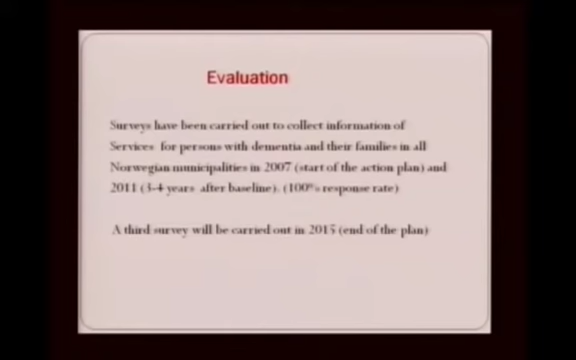 Evaluation
Surveys have been carried out to collect information of
Services for persons with dementia and their families in all
Norwegian municipalities in 2007 (start of the action plan) and
2011 (3-4 years after baseline). (100% response rate)
A third survey will be carried out in 2015 (end of the plan)